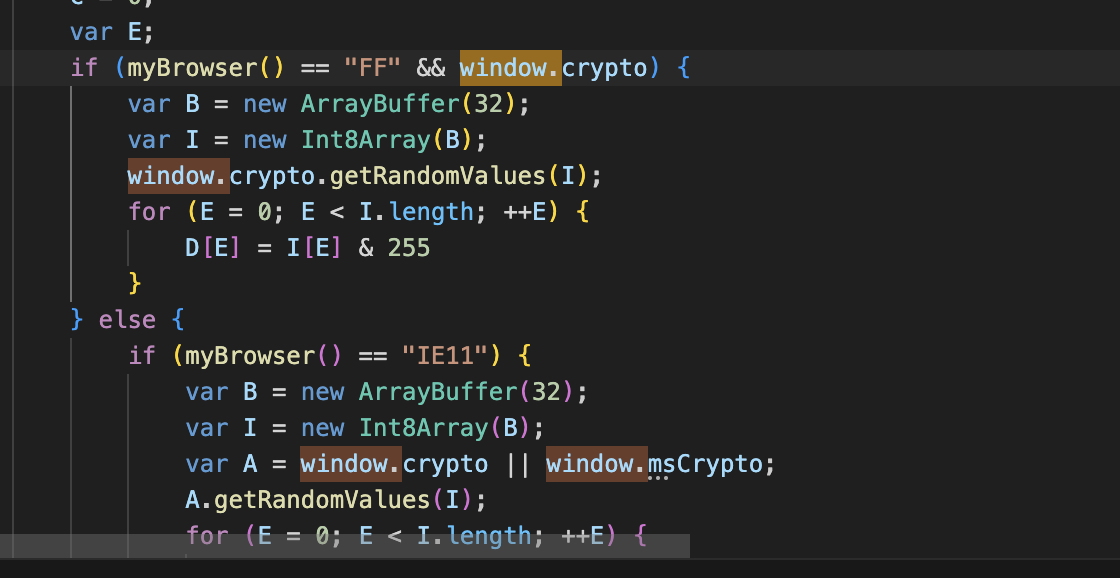 var E;
if (myBrowser() == "FF" && window.crypto) {
var B = new ArrayBuffer(32);
var I = new Int8Array(B);
window.crypto.getRandomValues(I);
for (E = 0; E < I.length; ++E) {
D[E] = I[E] & 255
}
} else {
if (myBrowser() == "IE11") {
var B = new ArrayBuffer(32);
var I = new Int8Array(B);
var A = window.crypto || window.msCrypto;
A.getRandomValues(I);
for (E = 0; E < I.length; ++E) {